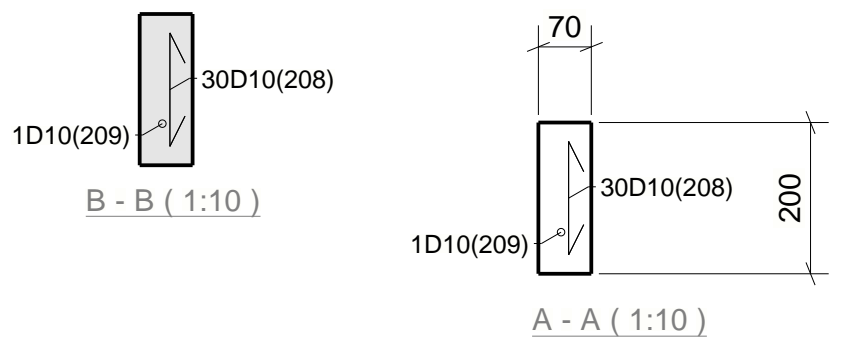 30D10(208)
1D10(209)
B - B ( 1:10 )
70
30D10(208)
200
1D10(209)
A - A ( 1:10 )